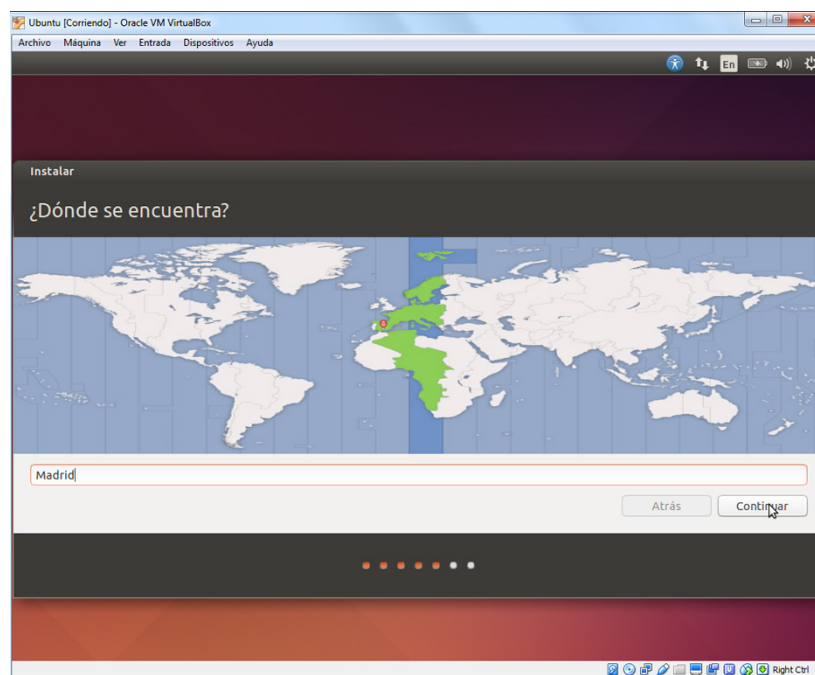 Ubuntu [Corriendo] - Oracle VM VirtualBox
Archivo Máquina Ver Entrada Dispositivos Ayuda
En
Instalar
¿Dónde se encuentra?
Madrid
Atrás Continuar
Right Ctrl